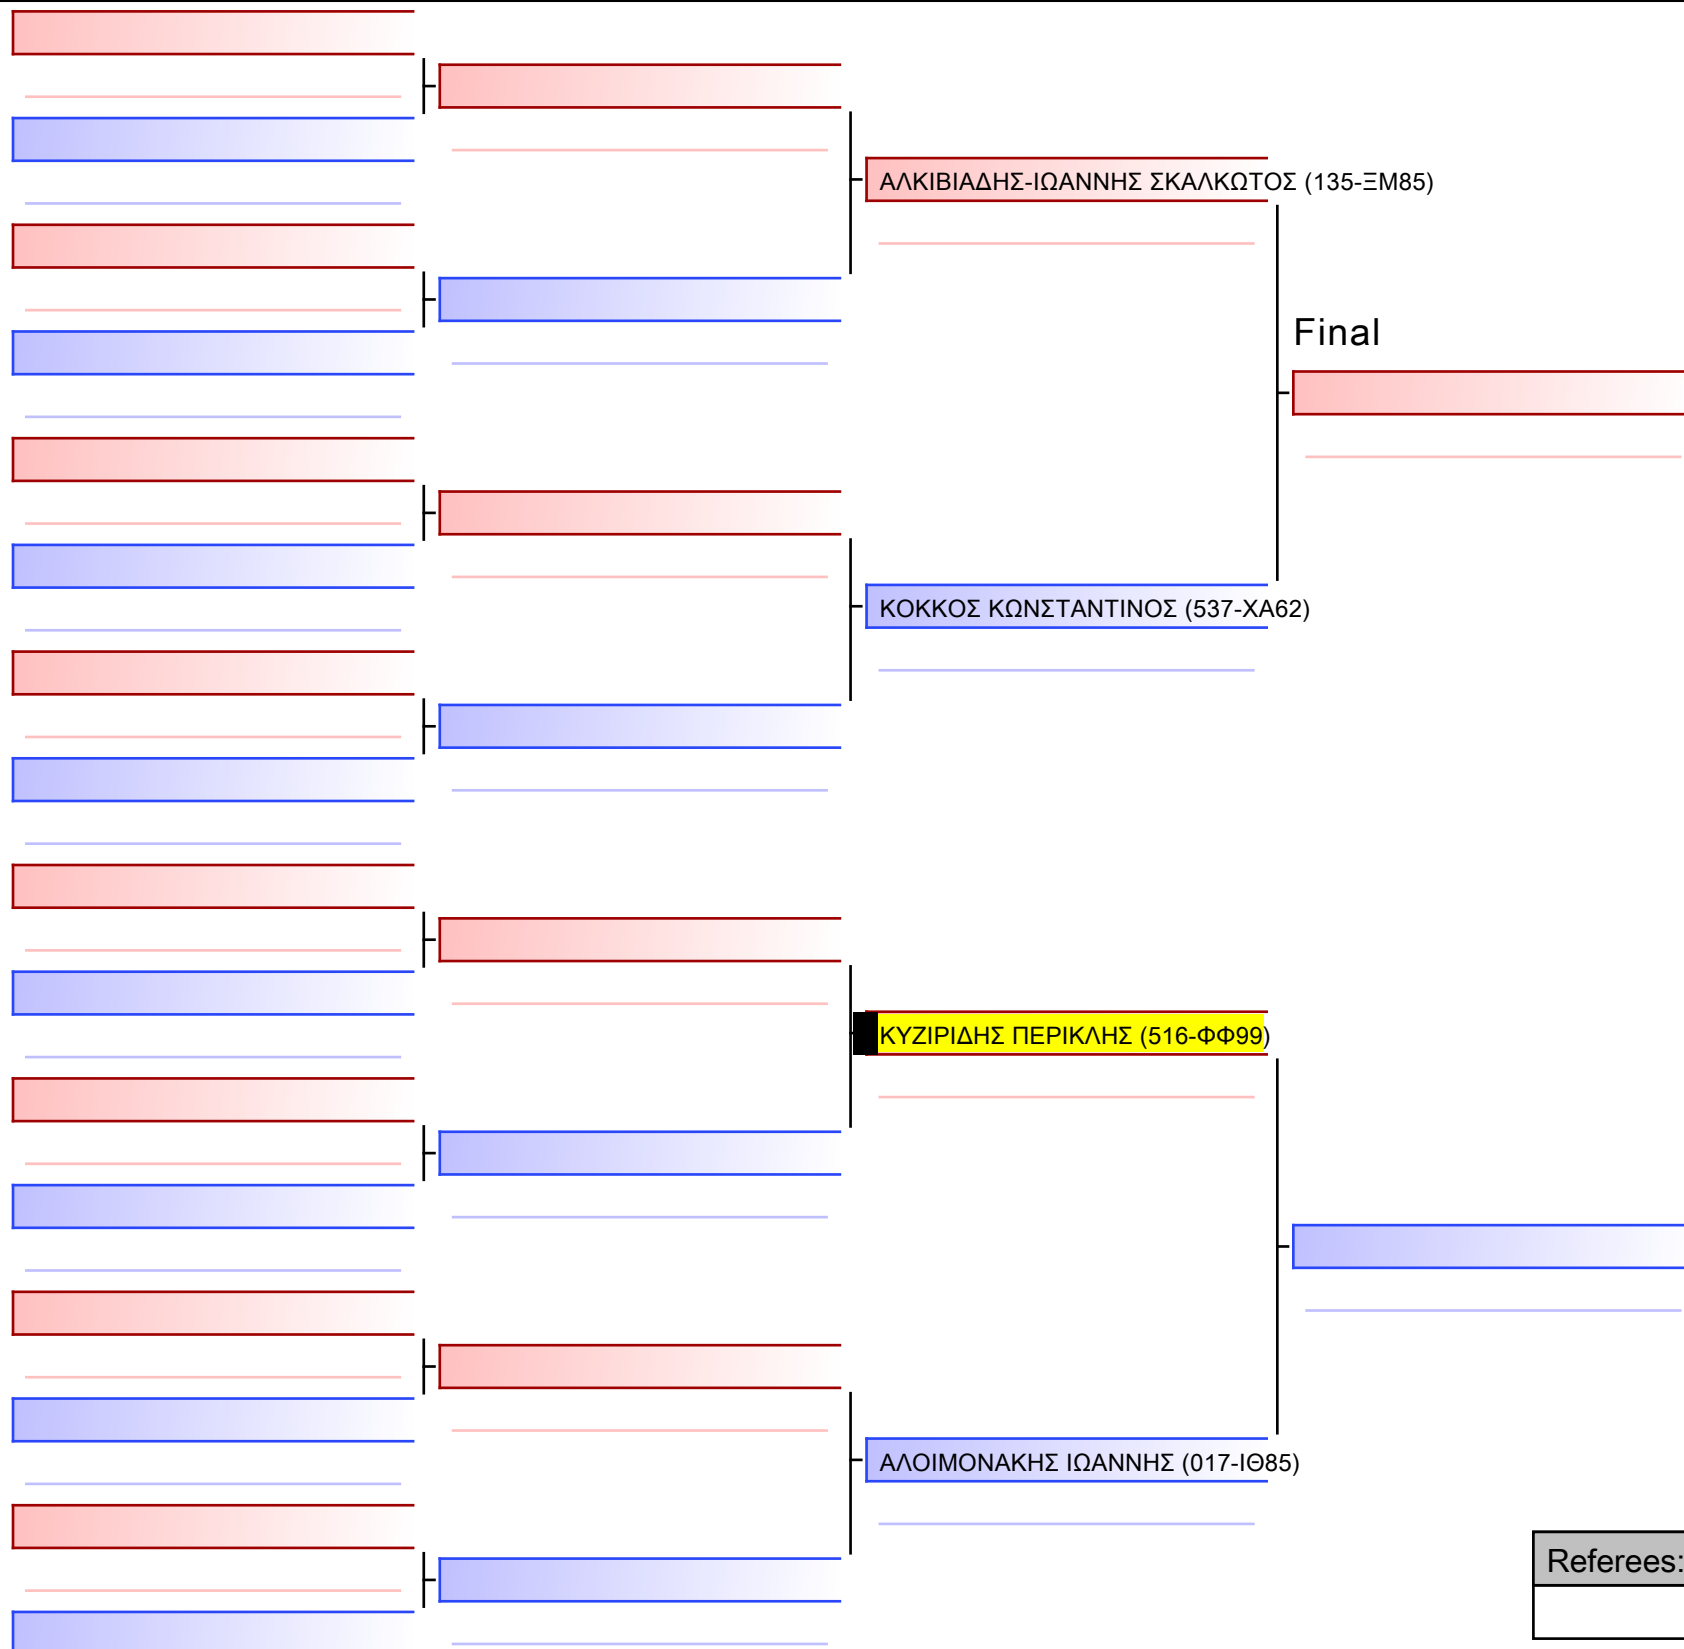 ΑΛΚΙΒΙΑΔΗΣ-ΙΩΑΝΝΗΣ ΣΚΑΛΚΩΤΟΣ (135-ΞΜ85)
Final
ΚΟΚΚΟΣ ΚΩΝΣΤΑΝΤΙΝΟΣ (537-ΧΑ62)
ΚΥΖΙΡΙΔΗΣ ΠΕΡΙΚΛΗΣ (516-ΦΦ99)
ΑΛΟΙΜΟΝΑΚΗΣ ΙΩΑΝΝΗΣ (017-ΙΘ85)
Referees: